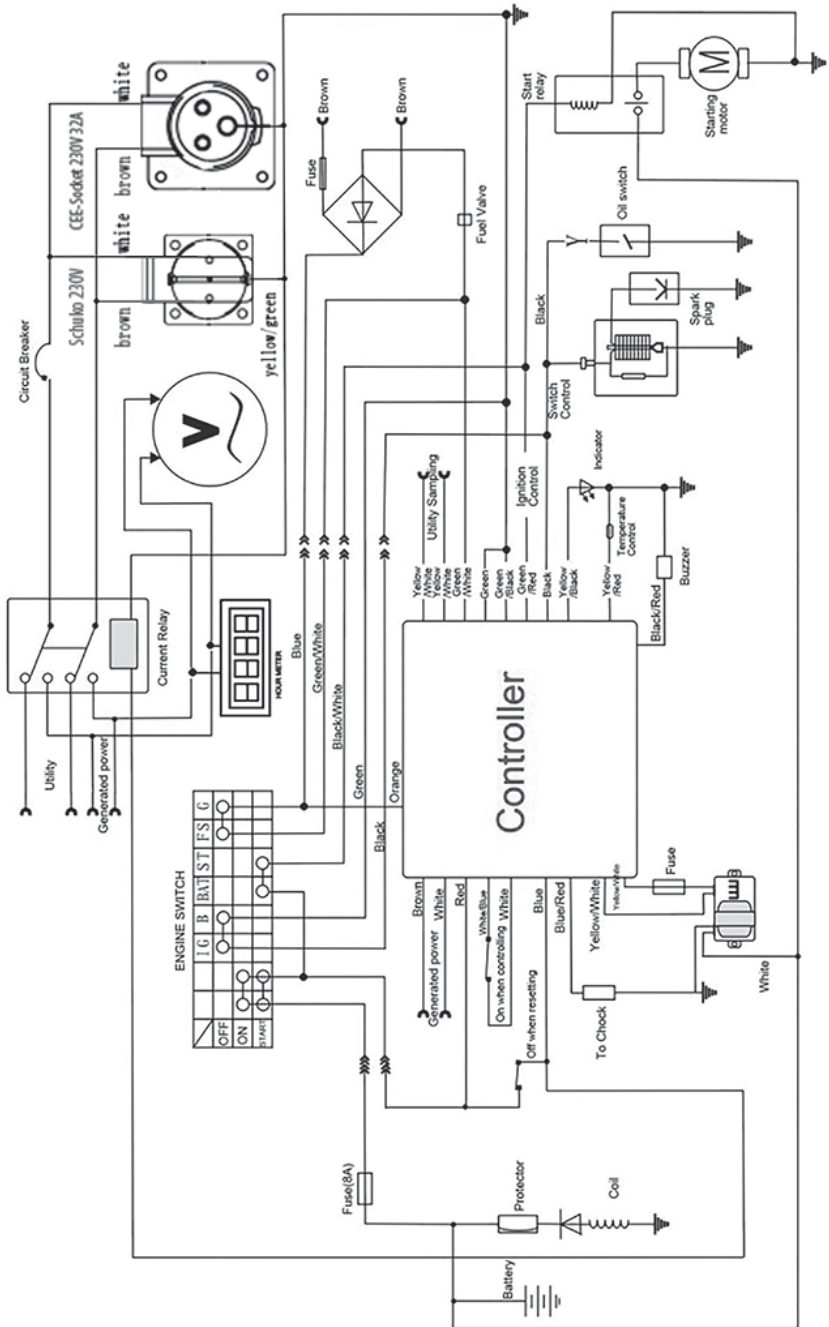 Circuit Breaker
Schuko 230V
CEE-Socket 230V 32A
brown
white
brown
white
yellow/green
V
Current Relay
Utility
Generated power
HOUR METER
Fuse
Brown
Brown
Fuel Valve
Start relay
M
Starting motor
Oil switch
Spark plug
Black
Switch Control
Ignition Control
Indicator
Temperature Control
Buzzer
Utility Sampling
Blue
Green/White
Black/White
Green
Orange
Black
ENGINE SWITCH
IG B BAT ST FS G
OFF
ON
START
Yellow/White
Yellow/White
Green/White
Green
Green/Black
Green/Red
Black
Yellow/Black
Yellow/Red
Black/Red
Controller
Brown
White
Generated power
Red
White/Blue
On when controlling
White
Blue
Blue/Red
Yellow/White
Yellow/White
Fuse
To Chock
White
Off when resetting
Fuse(8A)
Protector
Coil
Battery